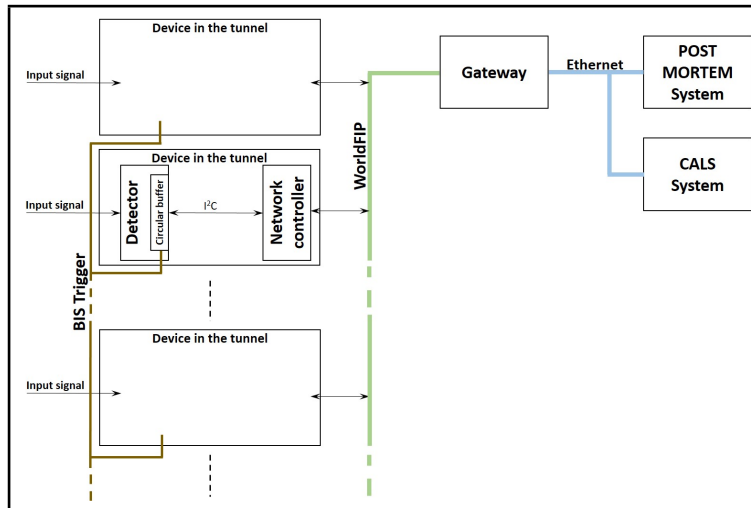 Device in the tunnel
Input signal
Gateway
Ethernet
POST
MORTEM
System
WorldFIP
Device in the tunnel
Input signal
Detector
Circular buffer
I²C
Network
controller
CALS
System
BIS Trigger
Device in the tunnel
Input signal